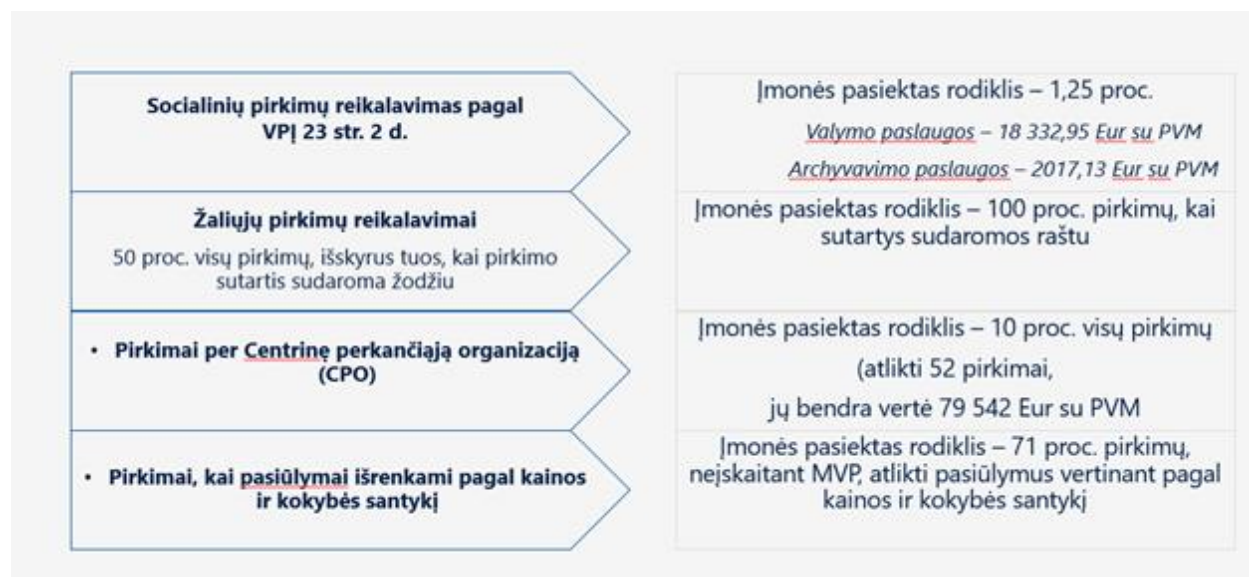 Socialinių pirkimų reikalavimas pagal
VPĮ 23 str. 2 d.
Įmonės pasiektas rodiklis – 1,25 proc.
Valymo paslaugos – 18 332,95 Eur su PVM
Archyvavimo paslaugos – 2017,13 Eur su PVM
Žaliųjų pirkimų reikalavimai
50 proc. visų pirkimų, išskyrus tuos, kai pirkimo
sutartis sudaroma žodžiu
Įmonės pasiektas rodiklis – 100 proc. pirkimų, kai
sutartys sudaromos raštu
• Pirkimai per Centrinę perkančiąją organizaciją
(CPO)
Įmonės pasiektas rodiklis – 10 proc. visų pirkimų
(atlikti 52 pirkimai,
jų bendra vertė 79 542 Eur su PVM
• Pirkimai, kai pasiūlymai išrenkami pagal kainos
ir kokybės santykį
Įmonės pasiektas rodiklis – 71 proc. pirkimų,
neįskaitant MVP, atlikti pasiūlymus vertinant pagal
kainos ir kokybės santykį